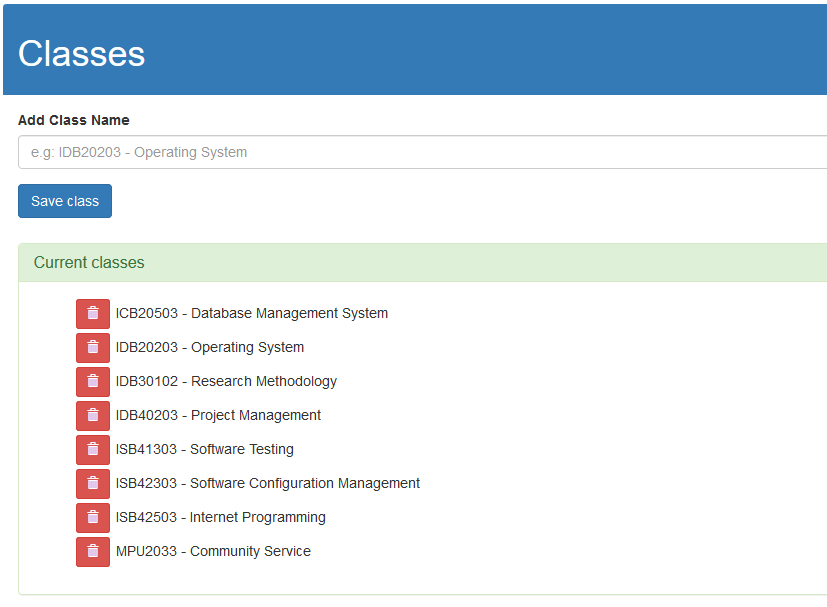 Classes
Add Class Name
e.g: IDB20203 - Operating System
Save class
Current classes
ICB20503 - Database Management System
IDB20203 - Operating System
IDB30102 - Research Methodology
IDB40203 - Project Management
ISB41303 - Software Testing
ISB42303 - Software Configuration Management
ISB42503 - Internet Programming
MPU2033 - Community Service